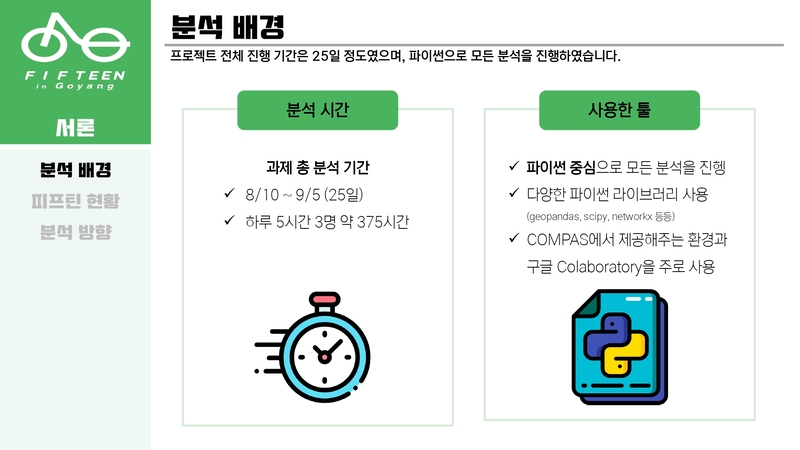 FIFTEEN
in Goyang
서론
분석 배경
피프틴 현황
분석 방향
분석 배경
프로젝트 전체 진행 기간은 25일 정도였으며, 파이썬으로 모든 분석을 진행하였습니다.
분석 시간
과제 총 분석 기간
✓ 8/10 ~ 9/5 (25일)
✓ 하루 5시간 3명 약 375시간
사용한 툴
✓ 파이썬 중심으로 모든 분석을 진헹
✓ 다양한 파이썬 라이브러리 사용
(geopandas, scipy, networkx 등등)
✓ COMPAS에서 제공해주는 환경과
구글 Colaboratory을 주로 사용